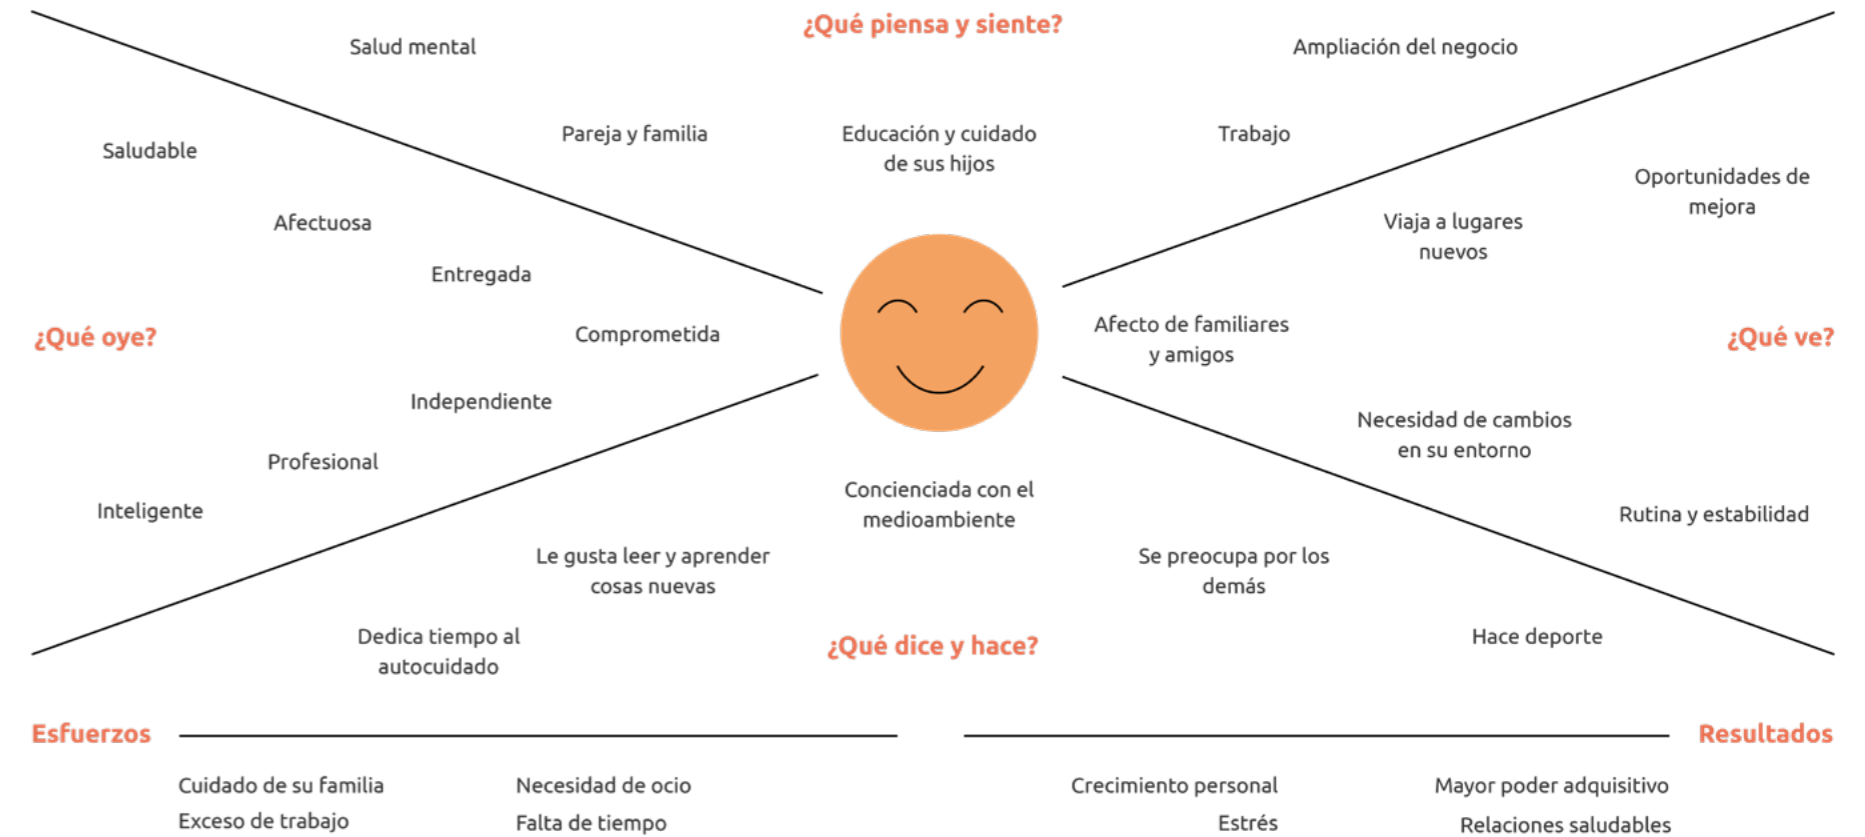 ¿Qué piensa y siente?
Salud mental
Ampliación del negocio
Pareja y familia
Educación y cuidado
de sus hijos
Trabajo
Saludable
Afectuosa
Entregada
¿Qué oye?
Comprometida
Independiente
Profesional
Inteligente
Oportunidades de
mejora
Viaja a lugares
nuevos
Afecto de familiares
y amigos
¿Qué ve?
Necesidad de cambios
en su entorno
Rutina y estabilidad
Concienciada con el
medioambiente
Le gusta leer y aprender
cosas nuevas
Se preocupa por los
demás
Dedica tiempo al
autocuidado
¿Qué dice y hace?
Hace deporte
Esfuerzos
Cuidado de su familia
Exceso de trabajo
Necesidad de ocio
Falta de tiempo
Resultados
Crecimiento personal
Estrés
Mayor poder adquisitivo
Relaciones saludables